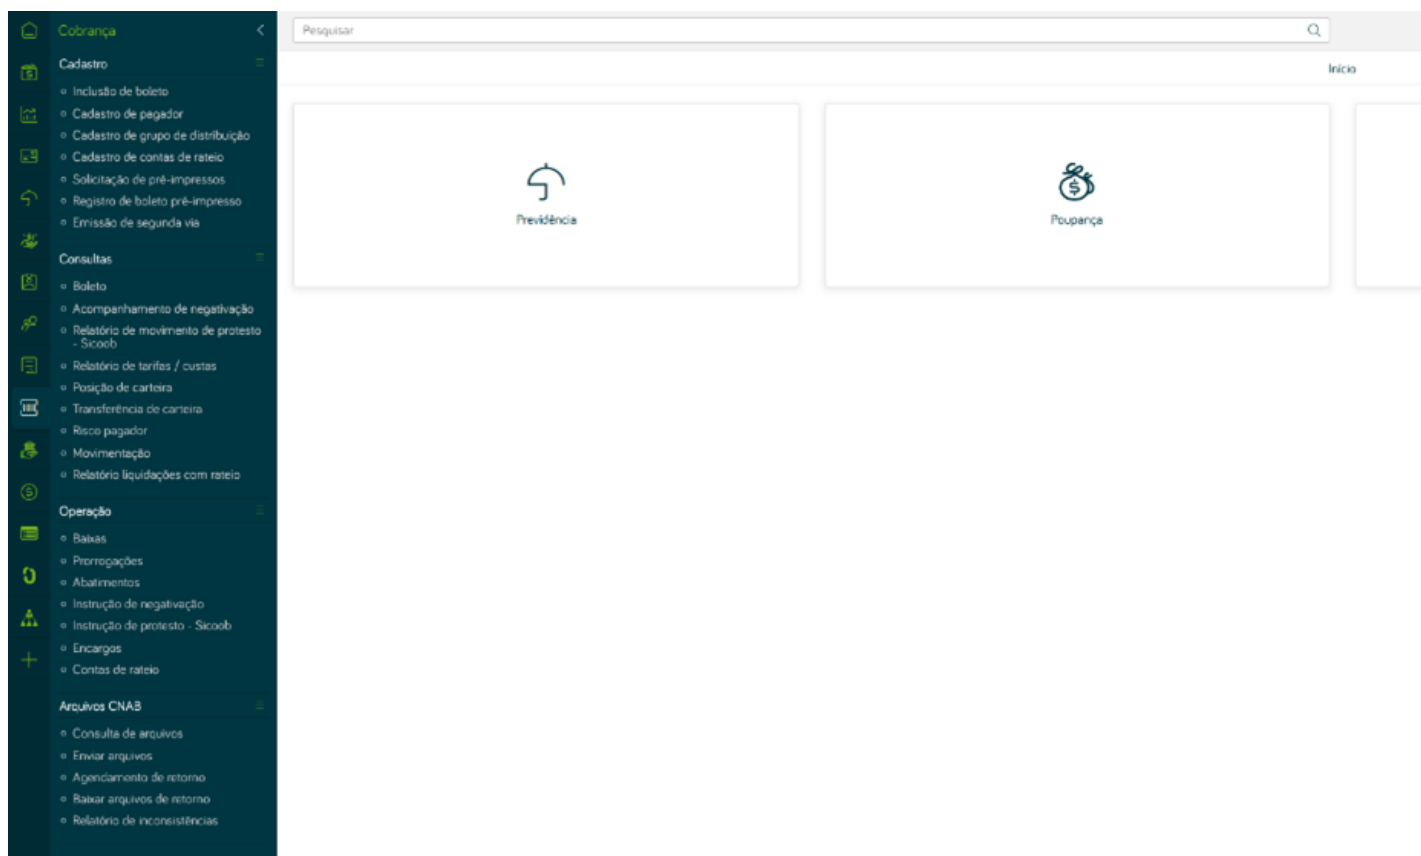 Cobrança
Cadastro
Inclusão de boleto
Cadastro de pagador
Cadastro de grupo de distribuição
Cadastro de contas de rateio
Solicitação de pré-impressos
Registro de boleto pré-impresso
Emissão de segunda via
Consultas
Boleto
Acompanhamento de negativação
Relatório de movimento de protesto
- Sicoob
Relatório de tarifas / custas
Posição de carteira
Transferência de carteira
Risco pagador
Movimentação
Relatório liquidações com rateio
Operação
Baixas
Prorrogações
Abatimentos
Instrução de negativação
Instrução de protesto - Sicoob
Encargos
Contas de rateio
Arquivos CNAB
Consulta de arquivos
Enviar arquivos
Agendamento de retorno
Baixar arquivos de retorno
Relatório de inconsistências
Pesquisar
Início
Previdência
Poupança